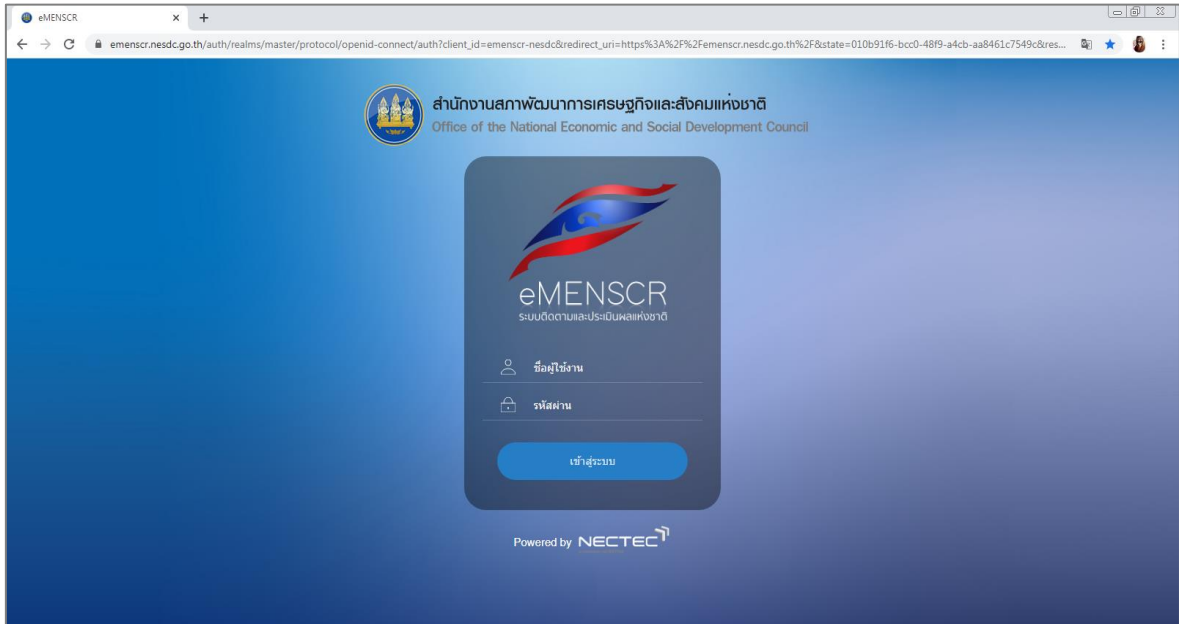 eMENSCR
emenscr.nesdc.go.th/auth/realms/master/protocol/openid-connect/auth?client_id=emenscr-nesdc&redirect_uri=https%3A%2F%2Femenscr.nesdc.go.th%2F&state=010b91f6-bcc0-48f9-a4cb-aa8461c7549c&res...
สำนักงานสภาพัฒนาการเศรษฐกิจและสังคมแห่งชาติ
Office of the National Economic and Social Development Council
eMENSCR
ระบบติดตามและประเมินผลแห่งชาติ
ชื่อผู้ใช้งาน
รหัสผ่าน
เข้าสู่ระบบ
Powered by NECTEC